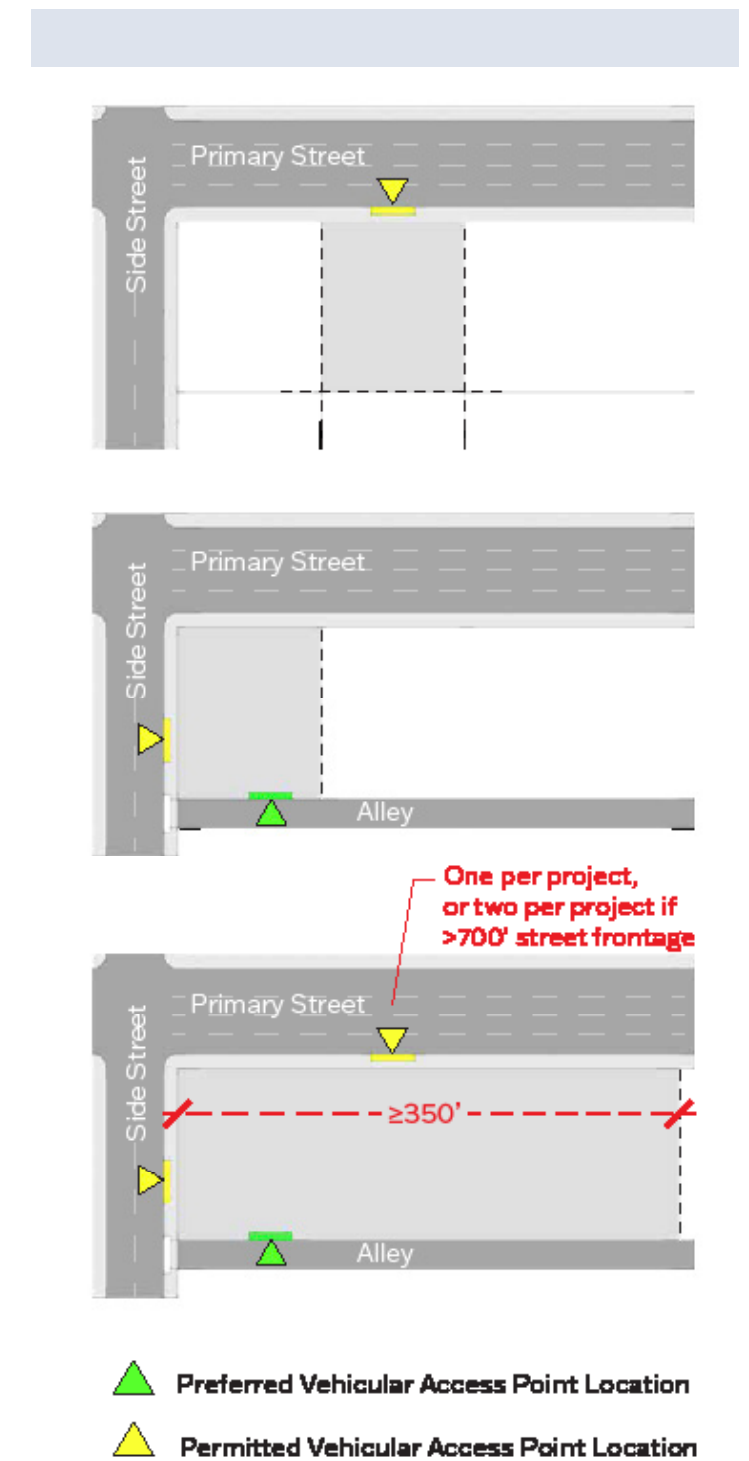 Primary Street
Side Street
Primary Street
Side Street
Alley
One per project,
or two per project if
>700' street frontage
Primary Street
Side Street
≥350'
Alley
Preferred Vehicular Access Point Location
Permitted Vehicular Access Point Location